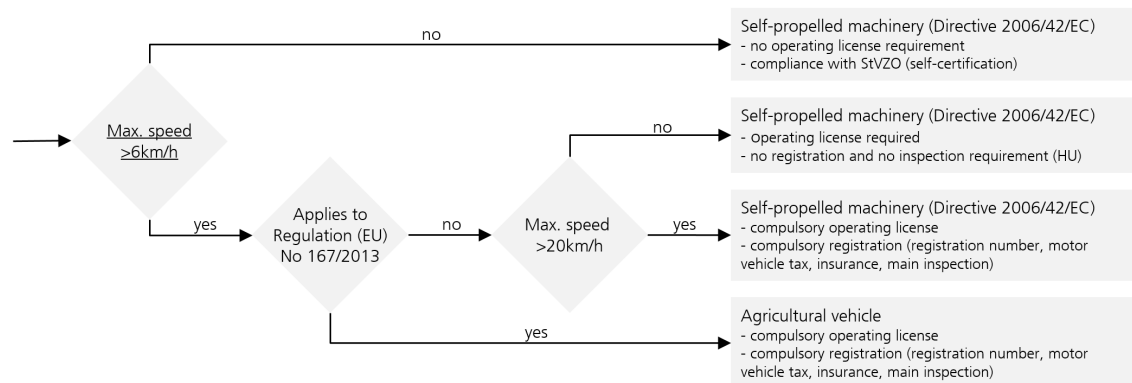 no
Self-propelled machinery (Directive 2006/42/EC)
- no operating license requirement
- compliance with StVZO (self-certification)
Max. speed
>6km/h
no
Self-propelled machinery (Directive 2006/42/EC)
- Operating license required
- no registration and no inspection requirement (HU)
yes
Applies to
Regulation (EU)
No 167/2013
no
Max. speed
>20km/h
yes
Self-propelled machinery (Directive 2006/42/EC)
- compulsory operating license
- compulsory registration (registration number, motor
vehicle tax, insurance, main inspection)
yes
Agricultural vehicle
- compulsory operating license
- compulsory registration (registration number, motor
vehicle tax, insurance, main inspection)